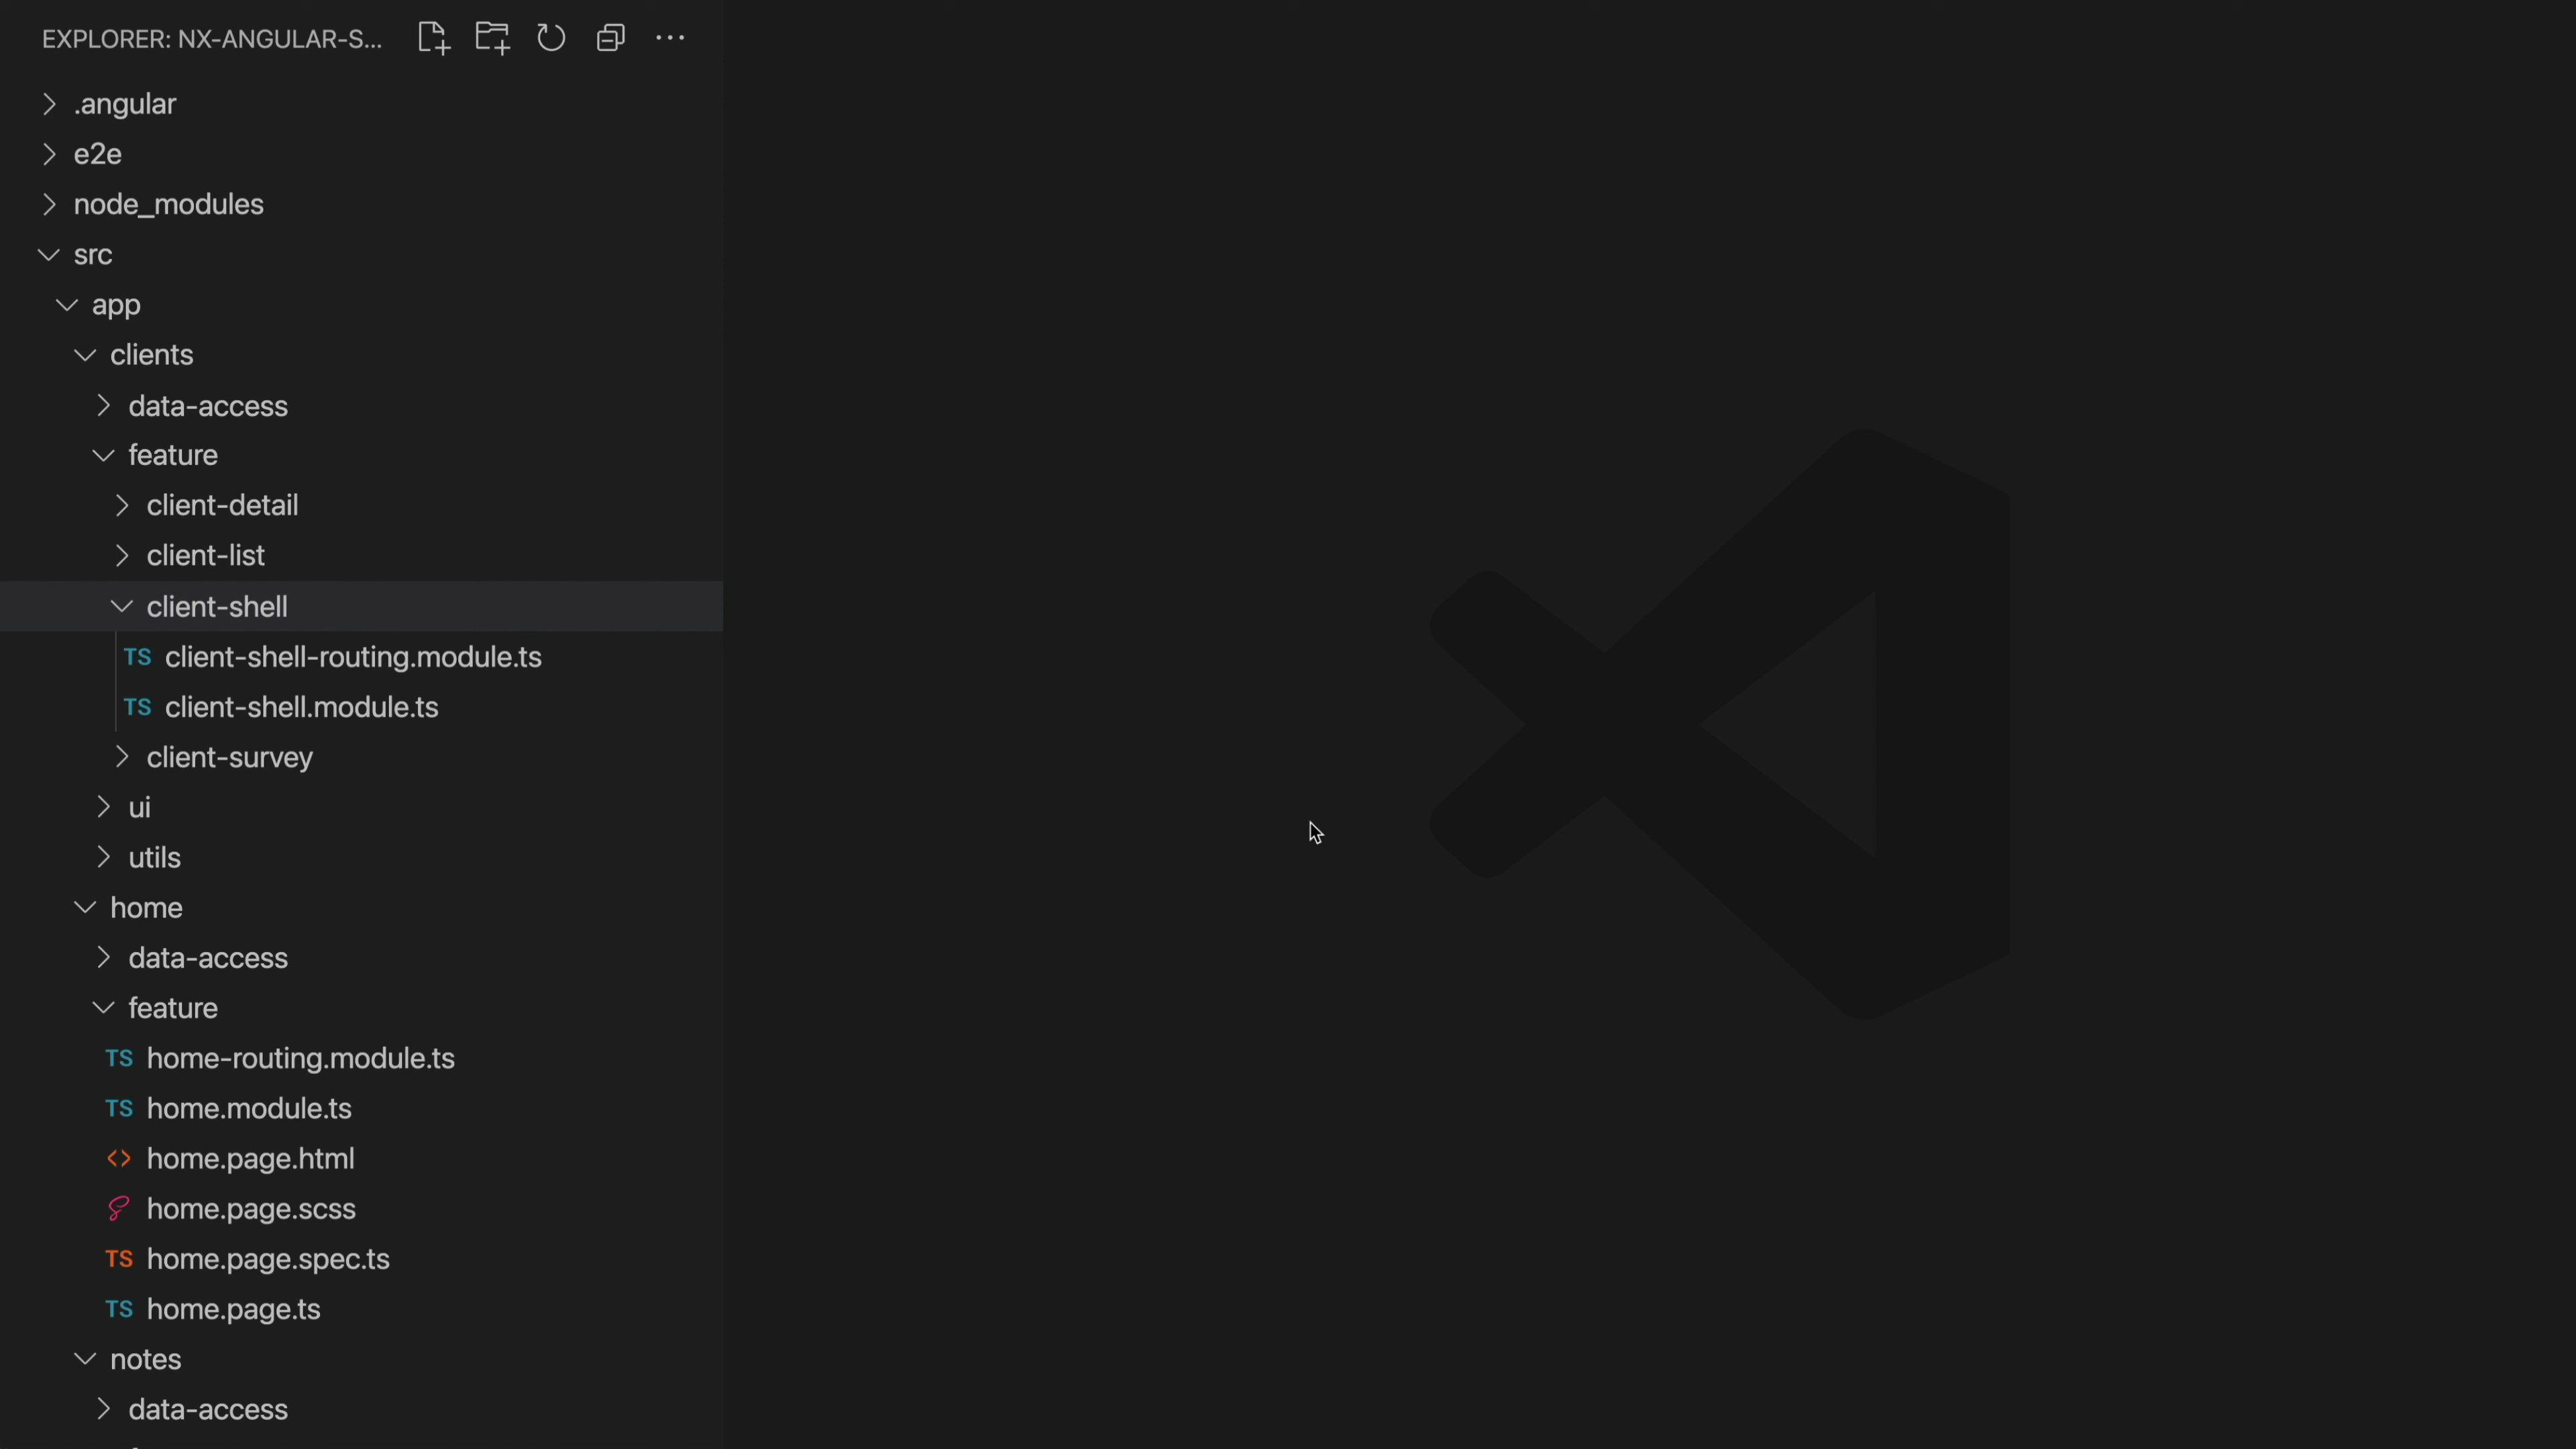 EXPLORER: NX-ANGULAR-S...
.angular
e2e
node_modules
src
app
clients
data-access
feature
client-detail
client-list
client-shell
TS client-shell-routing.module.ts
TS client-shell.module.ts
client-survey
ui
utils
home
data-access
feature
TS home-routing.module.ts
TS home.module.ts
<> home.page.html
home.page.scss
TS home.page.spec.ts
TS home.page.ts
notes
data-access